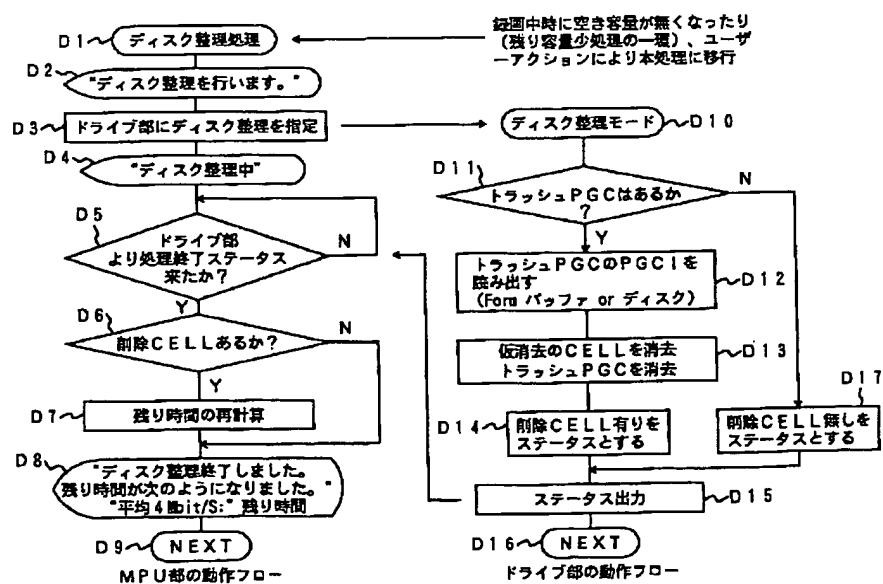 D1
ディスク整理処理
録画中時に空き容量が無くなったり
(残り容量少処理の一環)、ユーザ
ーアクションにより本処理に移行
D2
"ディスク整理を行います。"
D3
ドライブ部にディスク整理を指定
D4
"ディスク整理中"
D5
ドライブ部
より処理終了ステータス
来たか?
N
Y
D6
削除CELLあるか?
N
Y
D7
残り時間の再計算
D8
"ディスク整理終了しました。
残り時間が次のようになりました。"
"平均4Mbit/S:"残り時間
D9
NEXT
MPU部の動作フロー
ディスク整理モード
D10
D11
トラッシュPGCはあるか
?
N
Y
トラッシュPGCのPGCIを
読み出す
(Form バッファ or ディスク)
D12
仮消去のCELLを消去
トラッシュPGCを消去
D13
D14
削除CELL有りを
ステータスとする
D17
削除CELL無しを
ステータスとする
ステータス出力
D15
D16
NEXT
ドライブ部の動作フロー